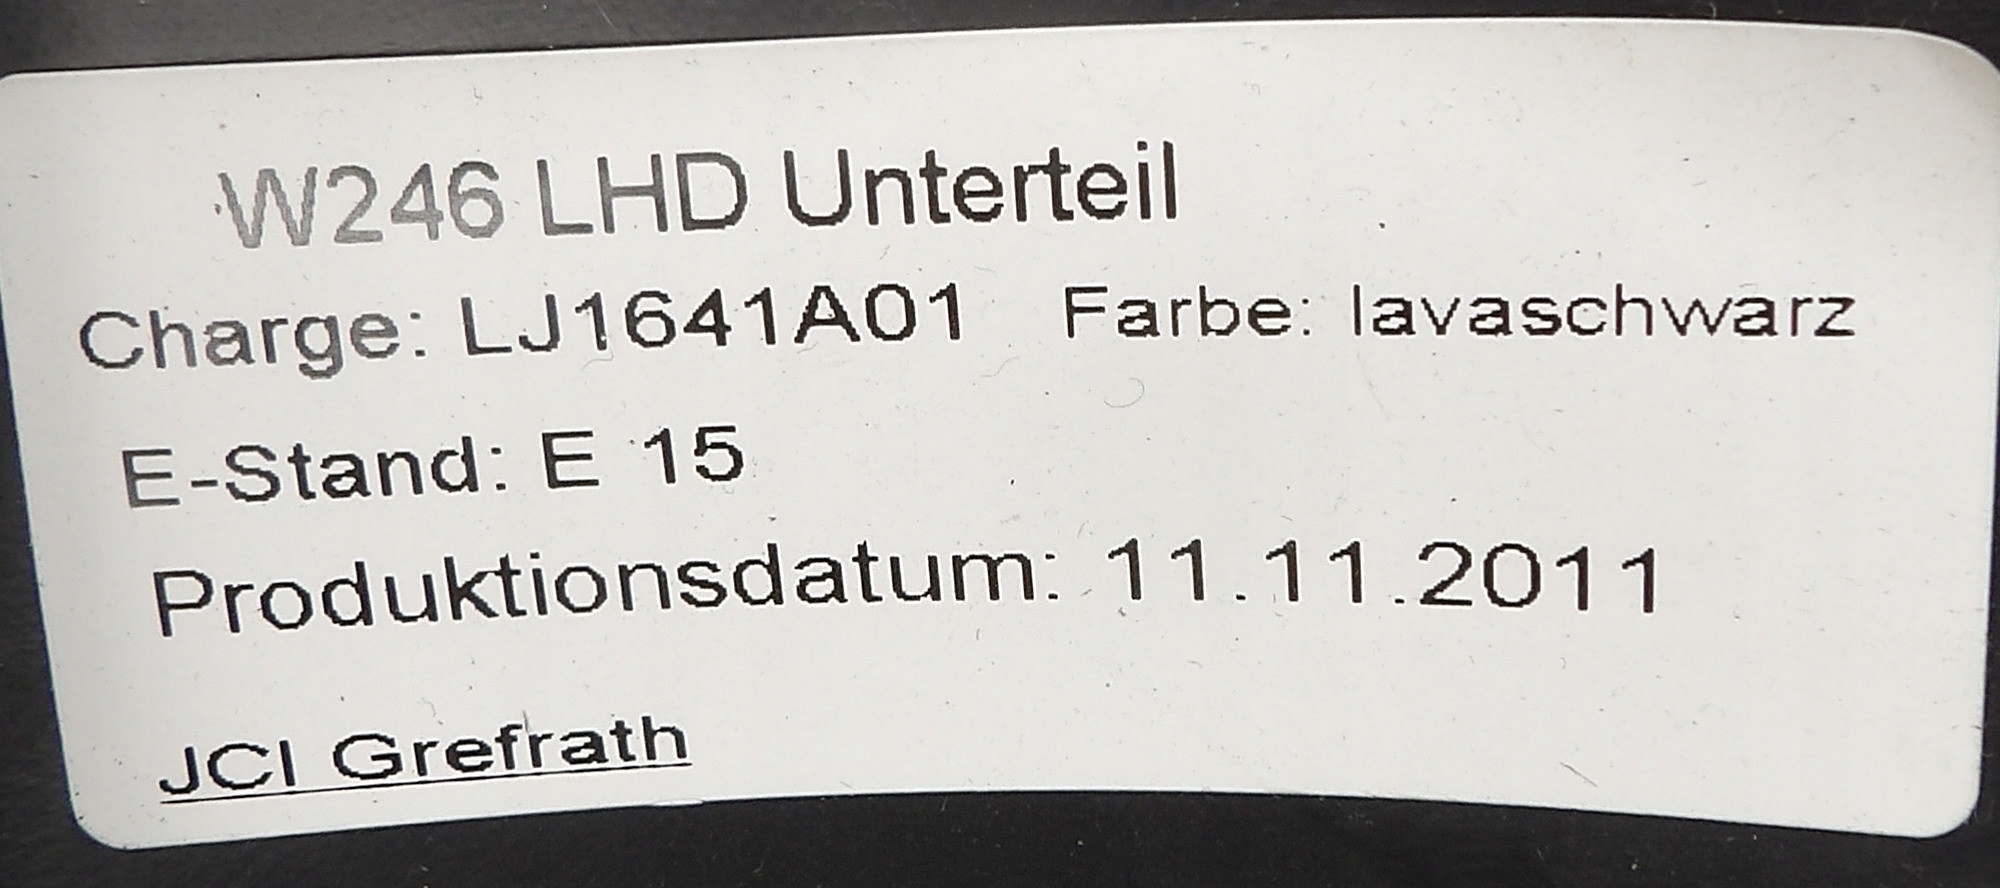 W246 LHD Unterteil
Charge: LJ1641A01 Farbe: lavaschwarz
E-Stand: E 15
Produktionsdatum: 11.11.2011
JCI Grefrath